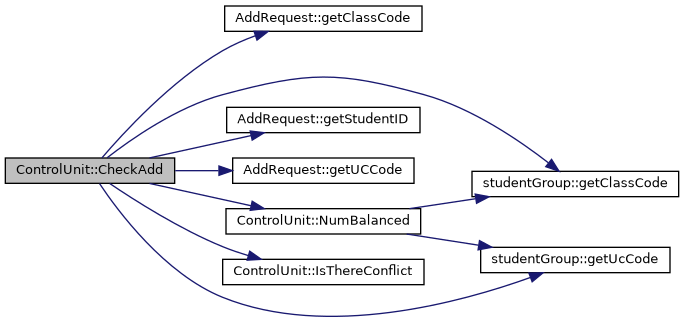 AddRequest::getClassCode
AddRequest::getStudentID
ControlUnit::CheckAdd
AddRequest::getUCCode
studentGroup::getClassCode
ControlUnit::NumBalanced
studentGroup::getUcCode
ControlUnit::IsThereConflict